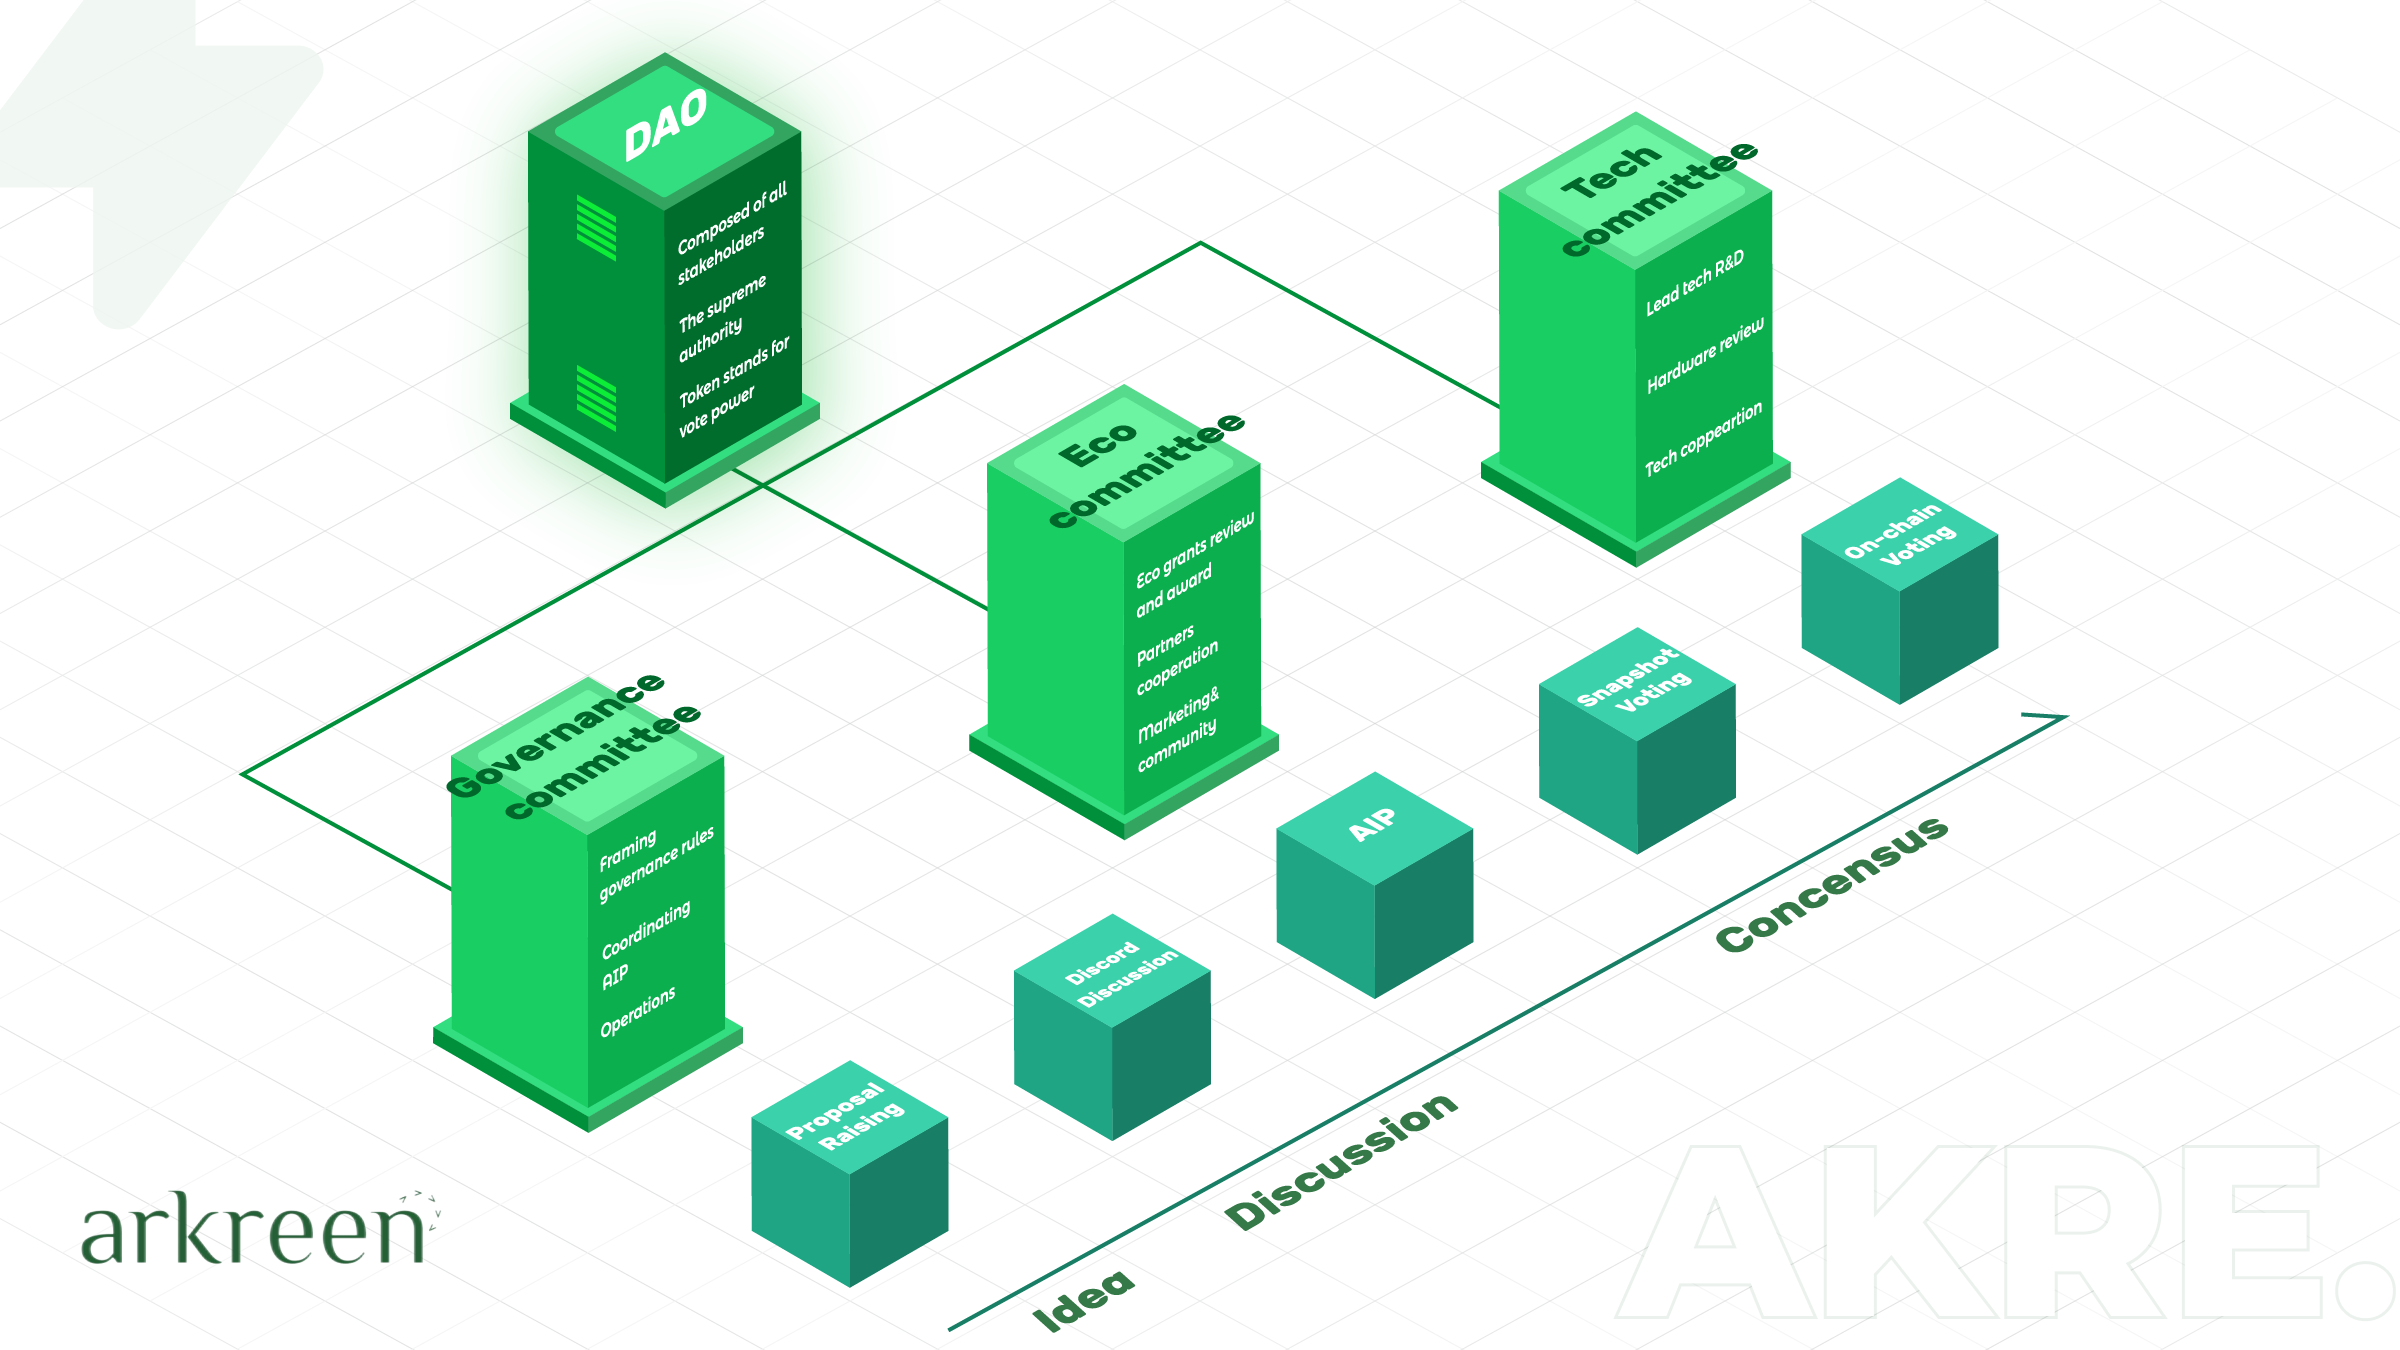 DAO
Composed of all
stakeholders
The supreme
authority
Token stands for
vote power
Tech
committee
Lead tech R&D
Hardware review
Tech coppeartion
Eco
committee
Eco grants review
and award
Partners
cooperation
Marketing&
community
Governance
committee
Framing
governance rules
Coordinating
AIP
Operations
Proposal
Raising
Discord
Discussion
AIP
Snapshot
Voting
On-chain
Voting
Idea
Discussion
Concensus
arkreen
AKRE.